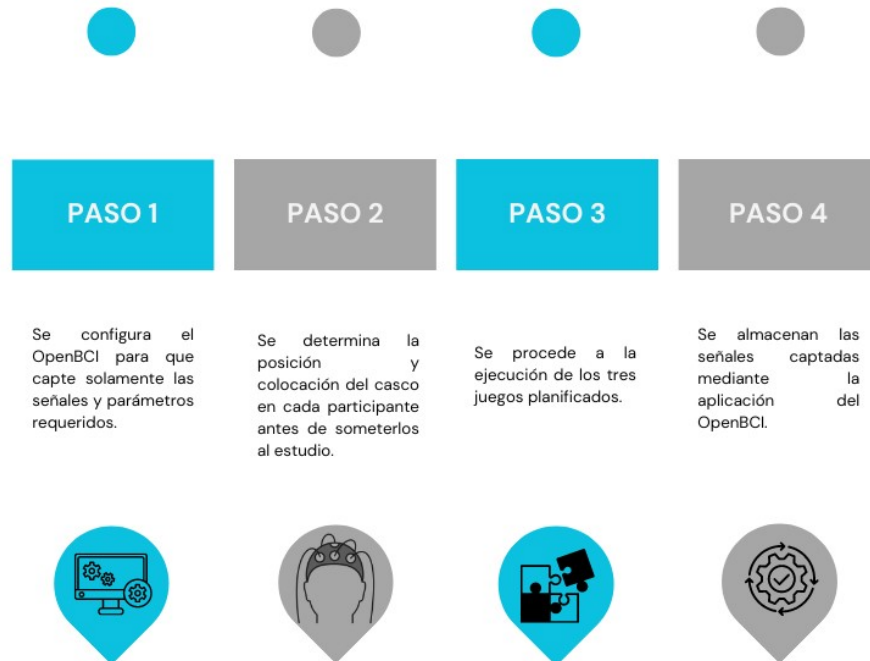 PASO 1
Se configura el
OpenBCI para que
capte solamente las
señales y parámetros
requeridos.
PASO 2
Se determina la
posición y
colocación del casco
en cada participante
antes de someterlos
al estudio.
PASO 3
Se procede a la
ejecución de los tres
juegos planificados.
PASO 4
Se almacenan las
señales captadas
mediante la
aplicación del
OpenBCI.